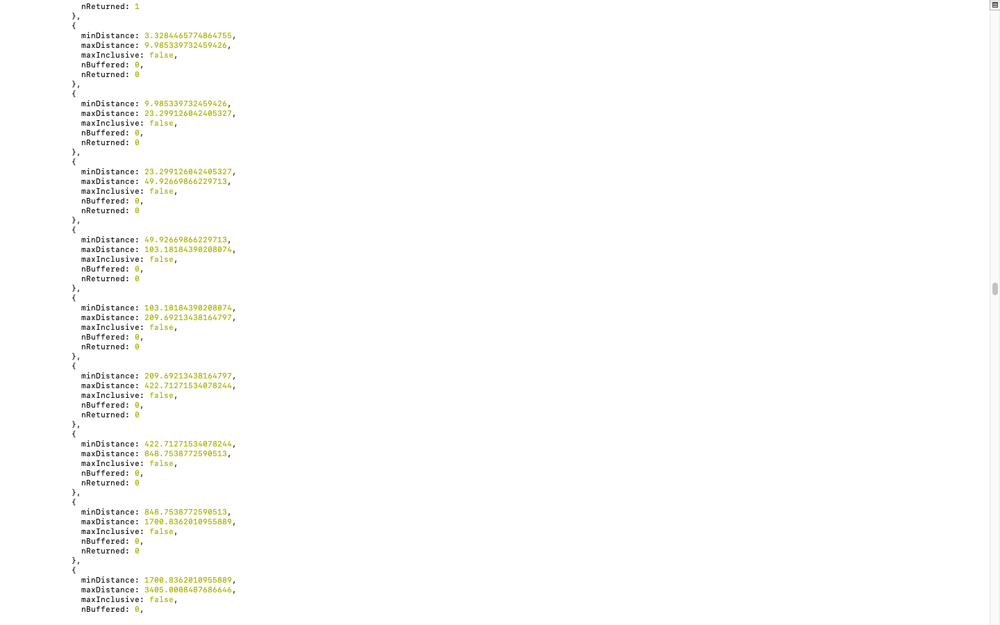 nReturned: 1
},
{
minDistance: 3.3284465774864755,
maxDistance: 9.985339732459426,
maxInclusive: false,
nBuffered: 0,
nReturned: 0
},
{
minDistance: 9.985339732459426,
maxDistance: 23.299126042405327,
maxInclusive: false,
nBuffered: 0,
nReturned: 0
},
{
minDistance: 23.299126042405327,
maxDistance: 49.92669866229713,
maxInclusive: false,
nBuffered: 0,
nReturned: 0
},
{
minDistance: 49.92669866229713,
maxDistance: 103.18184390208074,
maxInclusive: false,
nBuffered: 0,
nReturned: 0
},
{
minDistance: 103.18184390208074,
maxDistance: 209.69213438164797,
maxInclusive: false,
nBuffered: 0,
nReturned: 0
},
{
minDistance: 209.69213438164797,
maxDistance: 422.71271534078244,
maxInclusive: false,
nBuffered: 0,
nReturned: 0
},
{
minDistance: 422.71271534078244,
maxDistance: 848.7538772590513,
maxInclusive: false,
nBuffered: 0,
nReturned: 0
},
{
minDistance: 848.7538772590513,
maxDistance: 1700.8362010955889,
maxInclusive: false,
nBuffered: 0,
nReturned: 0
},
{
minDistance: 1700.8362010955889,
maxDistance: 3405.0008487686646,
maxInclusive: false,
nBuffered: 0,